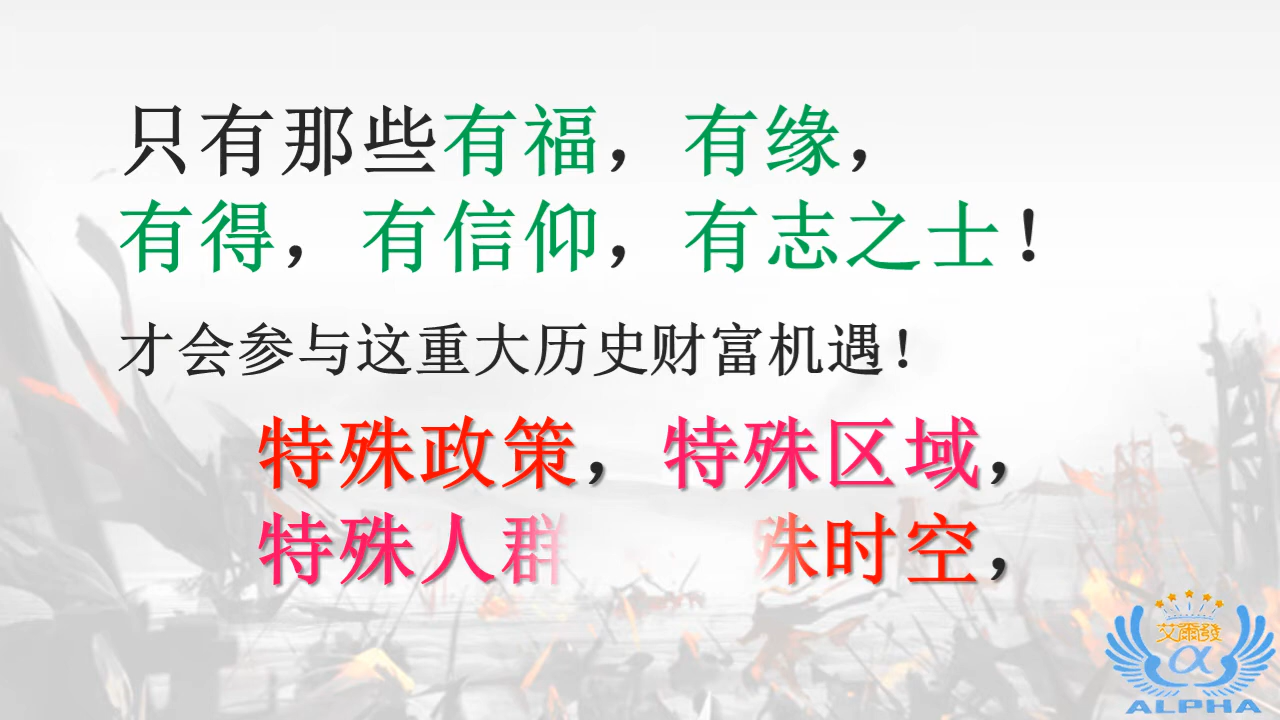 只有那些有福，有缘，
有得，有信仰，有志之士！
才会参与这重大历史财富机遇！
特殊政策，特殊区域，
特殊人群 殊时空，
艾爾發
α
ALPHA